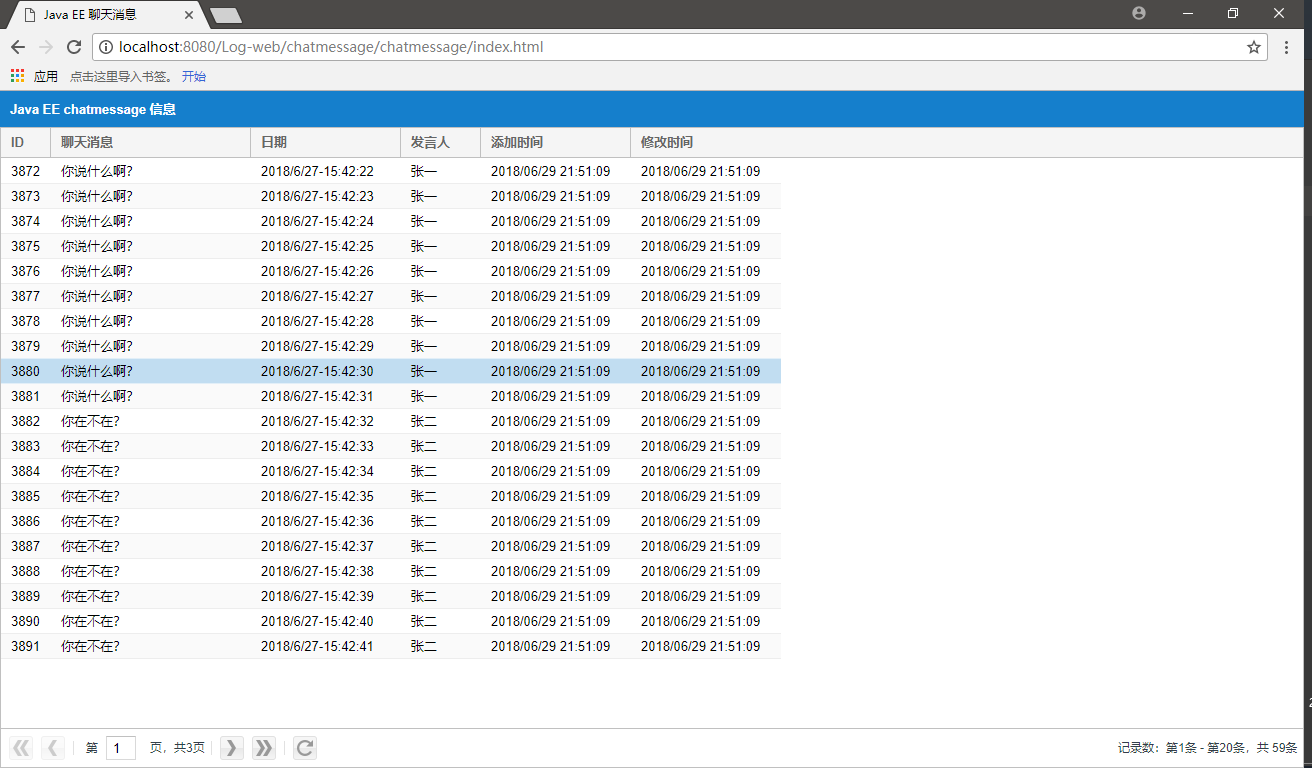 Java EE 聊天消息
localhost:8080/Log-web/chatmessage/chatmessage/index.html
应用 点击这里导入书签。 开始
Java EE chatmessage 信息
ID 聊天消息 日期 发言人 添加时间 修改时间
3872 你说什么啊? 2018/6/27-15:42:22 张一 2018/06/29 21:51:09 2018/06/29 21:51:09
3873 你说什么啊? 2018/6/27-15:42:23 张一 2018/06/29 21:51:09 2018/06/29 21:51:09
3874 你说什么啊? 2018/6/27-15:42:24 张一 2018/06/29 21:51:09 2018/06/29 21:51:09
3875 你说什么啊? 2018/6/27-15:42:25 张一 2018/06/29 21:51:09 2018/06/29 21:51:09
3876 你说什么啊? 2018/6/27-15:42:26 张一 2018/06/29 21:51:09 2018/06/29 21:51:09
3877 你说什么啊? 2018/6/27-15:42:27 张一 2018/06/29 21:51:09 2018/06/29 21:51:09
3878 你说什么啊? 2018/6/27-15:42:28 张一 2018/06/29 21:51:09 2018/06/29 21:51:09
3879 你说什么啊? 2018/6/27-15:42:29 张一 2018/06/29 21:51:09 2018/06/29 21:51:09
3880 你说什么啊? 2018/6/27-15:42:30 张一 2018/06/29 21:51:09 2018/06/29 21:51:09
3881 你说什么啊? 2018/6/27-15:42:31 张一 2018/06/29 21:51:09 2018/06/29 21:51:09
3882 你在不在? 2018/6/27-15:42:32 张二 2018/06/29 21:51:09 2018/06/29 21:51:09
3883 你在不在? 2018/6/27-15:42:33 张二 2018/06/29 21:51:09 2018/06/29 21:51:09
3884 你在不在? 2018/6/27-15:42:34 张二 2018/06/29 21:51:09 2018/06/29 21:51:09
3885 你在不在? 2018/6/27-15:42:35 张二 2018/06/29 21:51:09 2018/06/29 21:51:09
3886 你在不在? 2018/6/27-15:42:36 张二 2018/06/29 21:51:09 2018/06/29 21:51:09
3887 你在不在? 2018/6/27-15:42:37 张二 2018/06/29 21:51:09 2018/06/29 21:51:09
3888 你在不在? 2018/6/27-15:42:38 张二 2018/06/29 21:51:09 2018/06/29 21:51:09
3889 你在不在? 2018/6/27-15:42:39 张二 2018/06/29 21:51:09 2018/06/29 21:51:09
3890 你在不在? 2018/6/27-15:42:40 张二 2018/06/29 21:51:09 2018/06/29 21:51:09
3891 你在不在? 2018/6/27-15:42:41 张二 2018/06/29 21:51:09 2018/06/29 21:51:09
第 1 页，共3页 记录数：第1条 - 第20条，共 59条